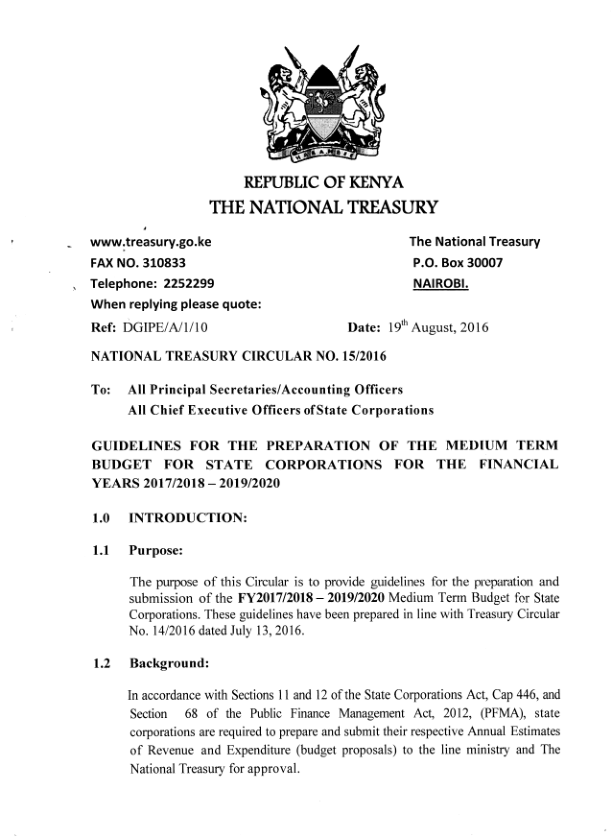 HARAMBEE
REPUBLIC OF KENYA
THE NATIONAL TREASURY
www.treasury.go.ke
The National Treasury
FAX NO. 310833
P.O. Box 30007
Telephone: 2252299
NAIROBI.
When replying please quote:
Ref: DGIPE/A/1/10
Date: 19th August, 2016
NATIONAL TREASURY CIRCULAR NO. 15/2016
To: All Principal Secretaries/Accounting Officers
All Chief Executive Officers ofState Corporations
GUIDELINES FOR THE PREPARATION OF THE MEDIUM TERM
BUDGET FOR STATE CORPORATIONS FOR THE FINANCIAL
YEARS 2017/2018 – 2019/2020
1.0 INTRODUCTION:
1.1 Purpose:
The purpose of this Circular is to provide guidelines for the preparation and
submission of the FY2017/2018 – 2019/2020 Medium Term Budget for State
Corporations. These guidelines have been prepared in line with Treasury Circular
No. 14/2016 dated July 13, 2016.
1.2 Background:
In accordance with Sections 11 and 12 of the State Corporations Act, Cap 446, and
Section 68 of the Public Finance Management Act, 2012, (PFMA), state
corporations are required to prepare and submit their respective Annual Estimates
of Revenue and Expenditure (budget proposals) to the line ministry and The
National Treasury for approval.